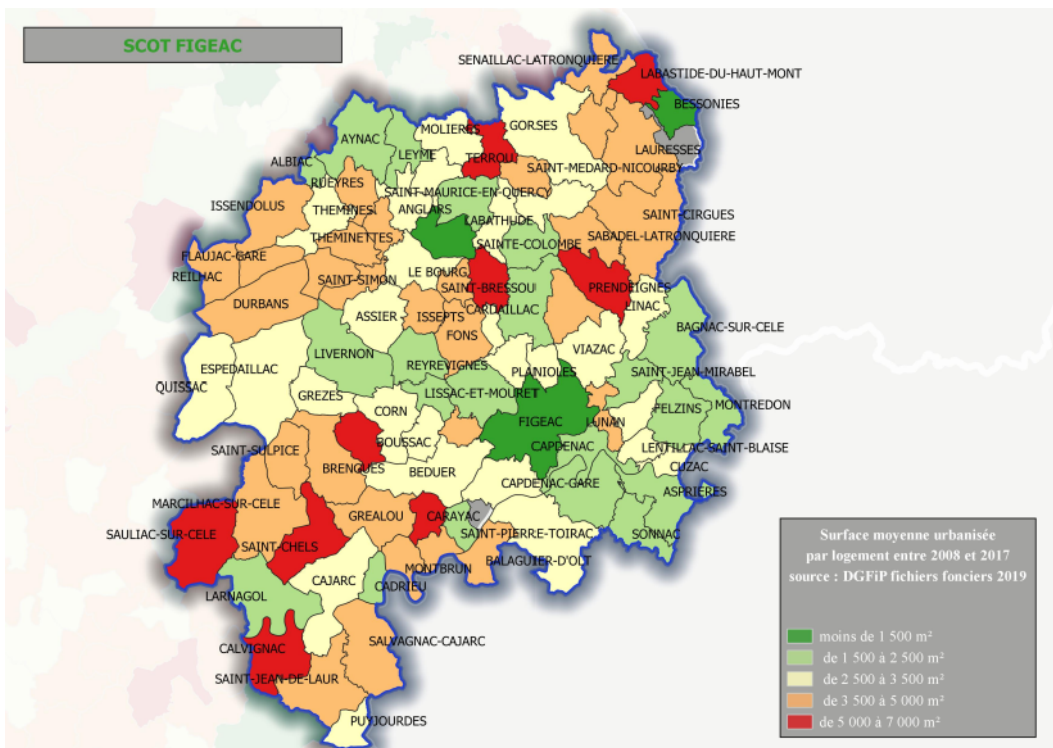 SCOT FIGEAC
SENAILLAC-LATRONQUIERE
LABASTIDE-DU-HAUT-MONT
BESSONIES
MOLIERES
GORSES
AYNAC
LEYME
TERROU
LAURESSES
ALBIAC
SAINT-MEDARD-NICOURBY
RUEYRES
SAINT-MAURICE-EN-QUERCY
ISSENDOLUS
THEMINES
ANGLARS
LABATHUDE
SAINT-CIRGUES
THEMINETTES
SAINTE-COLOMBE
SABADEL-LATRONQUIERE
FLAUJAC-GARE
REILHAC
LE BOURG
SAINT-SIMON
SAINT-BRESSOU
PRENDEIGNES
DURBANS
CARDAILLAC
LINAC
ASSIER
ISSEPTS
BAGNAC-SUR-CELE
FONS
LIVERNON
VIAZAC
ESPEDAILLAC
REYREVIGNES
PLANIOLES
SAINT-JEAN-MIRABEL
QUISSAC
GREZES
LISSAC-ET-MOURET
CORN
FELZINS
MONTREDON
FIGEAC
LUNAN
BOUSSAC
CAPDENAC
LENTILLAC-SAINT-BLAISE
SAINT-SULPICE
BRENGUES
BEDUER
CUZAC
CAPDENAC-GARE
ASPRIERES
MARCILHAC-SUR-CELE
SAULIAC-SUR-CELE
GREALOU
CARAYAC
SAINT-PIERRE-TOIRAC
SONNAC
SAINT-CHELS
BALAGUIER-D'OLT
MONTBRUN
CAJARC
CADRIEU
LARNAGOL
SALVAGNAC-CAJARC
CALVIGNAC
SAINT-JEAN-DE-LAUR
PUYJOURDES
Surface moyenne urbanisée
par logement entre 2008 et 2017
source : DGFiP fichiers fonciers 2019
moins de 1 500 m²
de 1 500 à 2 500 m²
de 2 500 à 3 500 m²
de 3 500 à 5 000 m²
de 5 000 à 7 000 m²